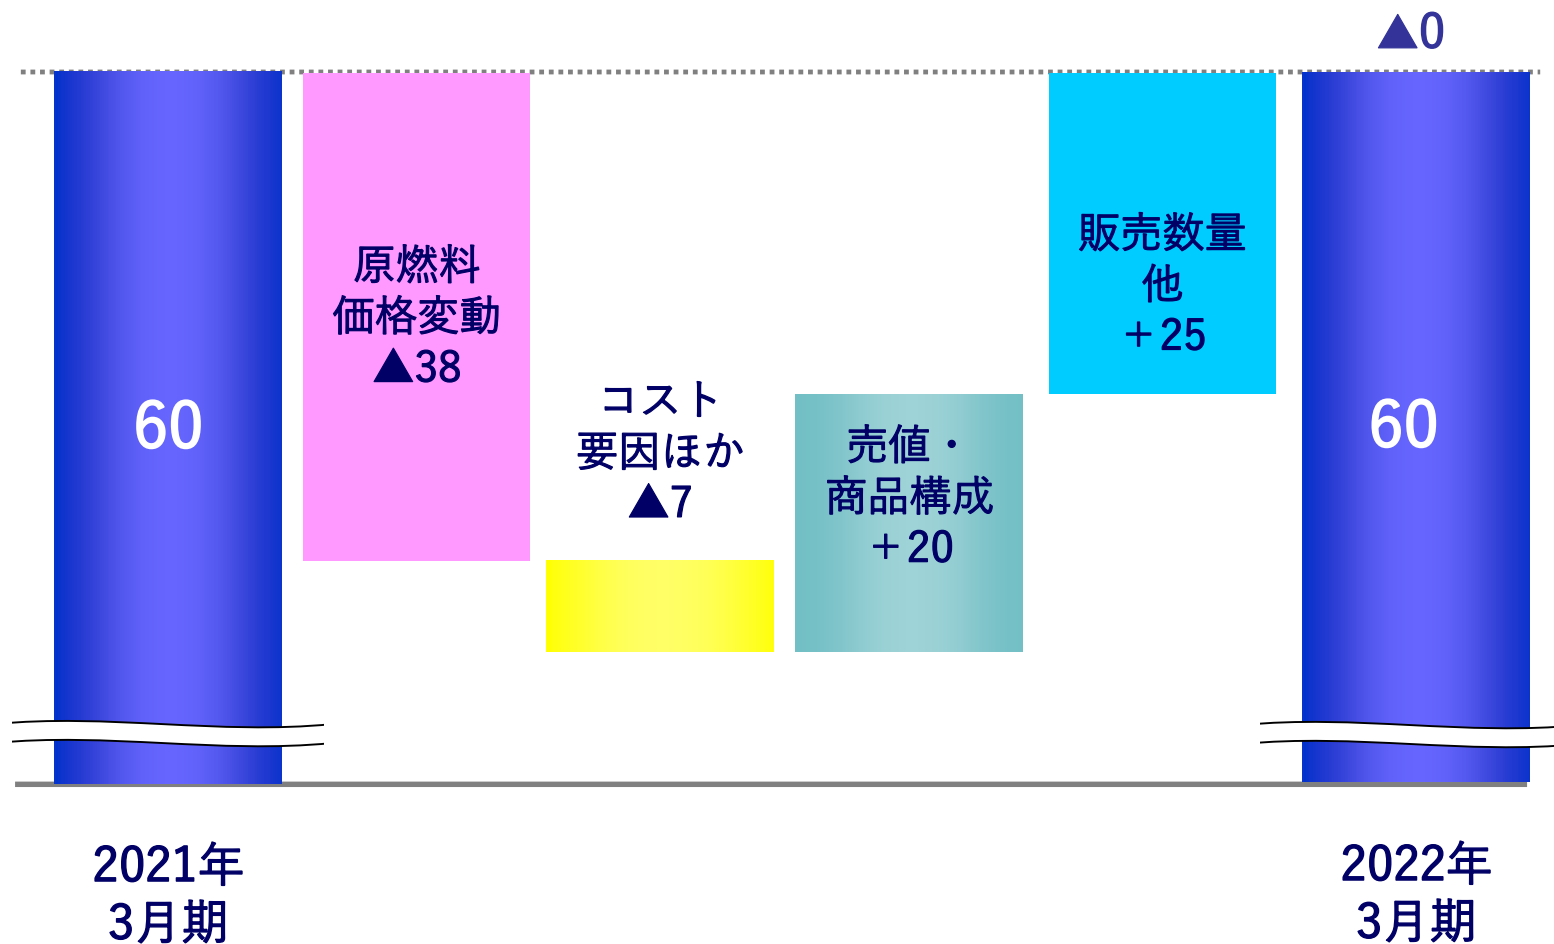 ▲0
60
原燃料
価格変動
▲38
コスト
要因ほか
▲7
売値・
商品構成
＋20
販売数量
他
＋25
60
2021年
3月期
2022年
3月期